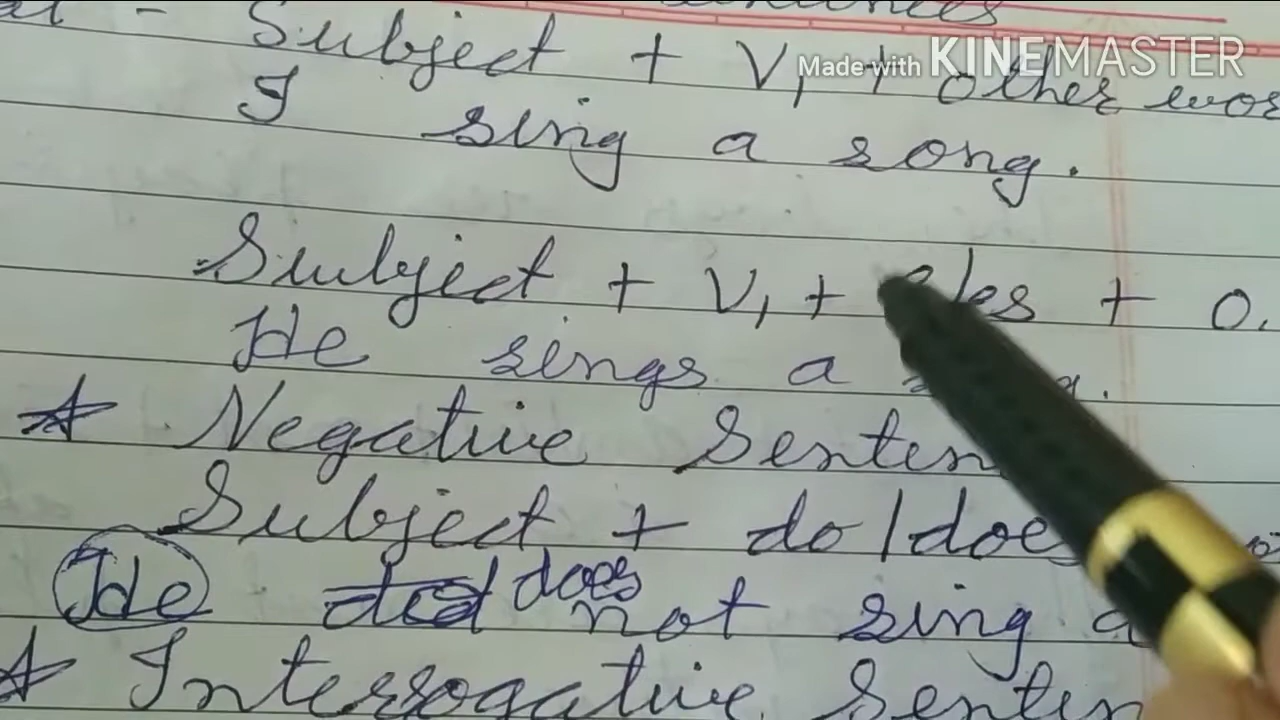 Subject + V1 + other
Made with KINEMASTER
I sing a song.
Subject + V1 + s/es + O.
He sings a
* Negative Senten
Subject + do/does
He did does not sing a
* Interrogative Senten